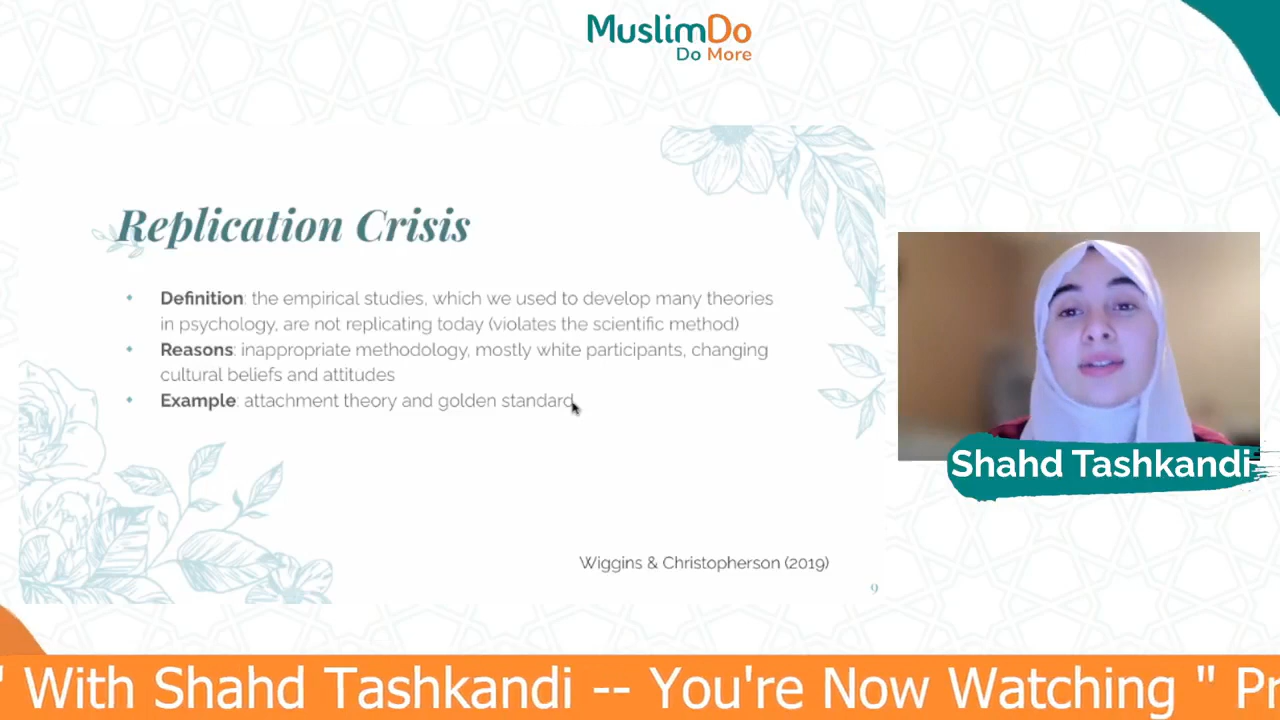 MuslimDo
Do More
Replication Crisis
Definition: the empirical studies, which we used to develop many theories
in psychology, are not replicating today (violates the scientific method)
Reasons: inappropriate methodology, mostly white participants, changing
cultural beliefs and attitudes
Example: attachment theory and golden standard
Shahd Tashkandi
Wiggins & Christopherson (2019)
9
" With Shahd Tashkandi -- You're Now Watching " Pr